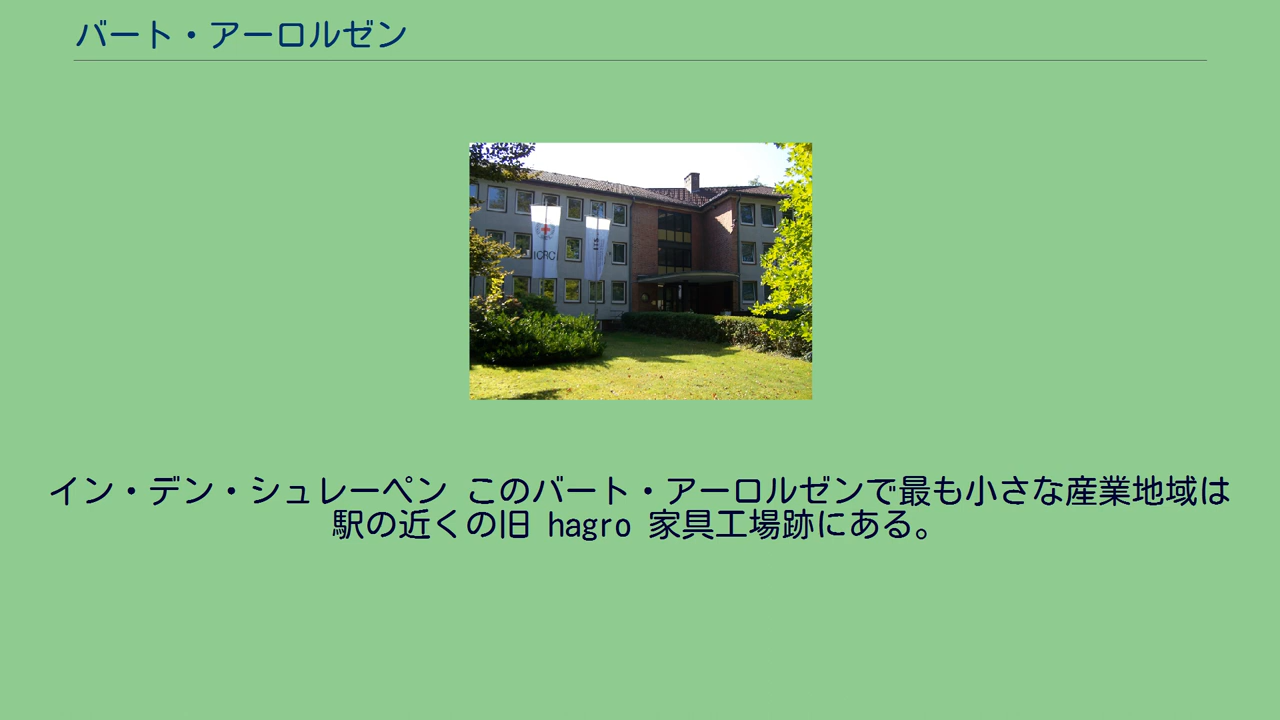 バート・アーロルゼン
ICRC
イン・デン・シュレーペン このバート・アーロルゼンで最も小さな産業地域は
駅の近くの旧 hagro 家具工場跡にある。